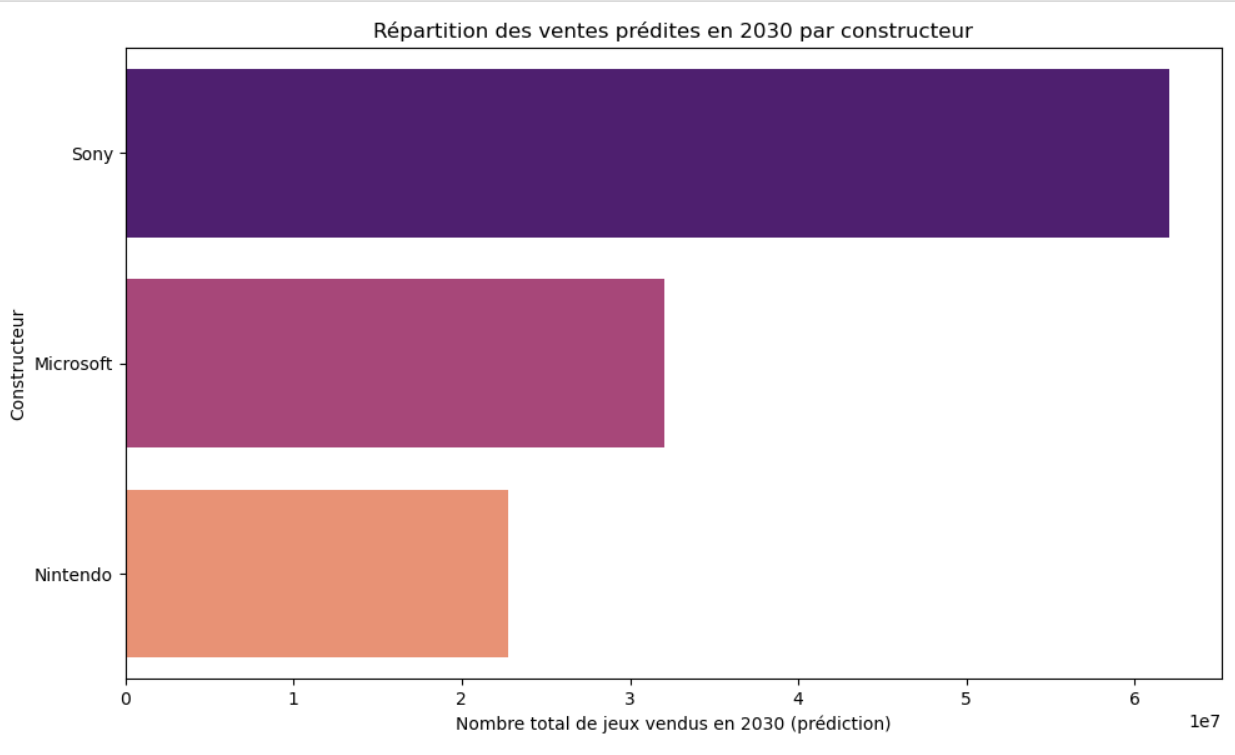 Répartition des ventes prédites en 2030 par constructeur
Constructeur
Sony
Microsoft
Nintendo
0 1 2 3 4 5 6
1e7
Nombre total de jeux vendus en 2030 (prédiction)